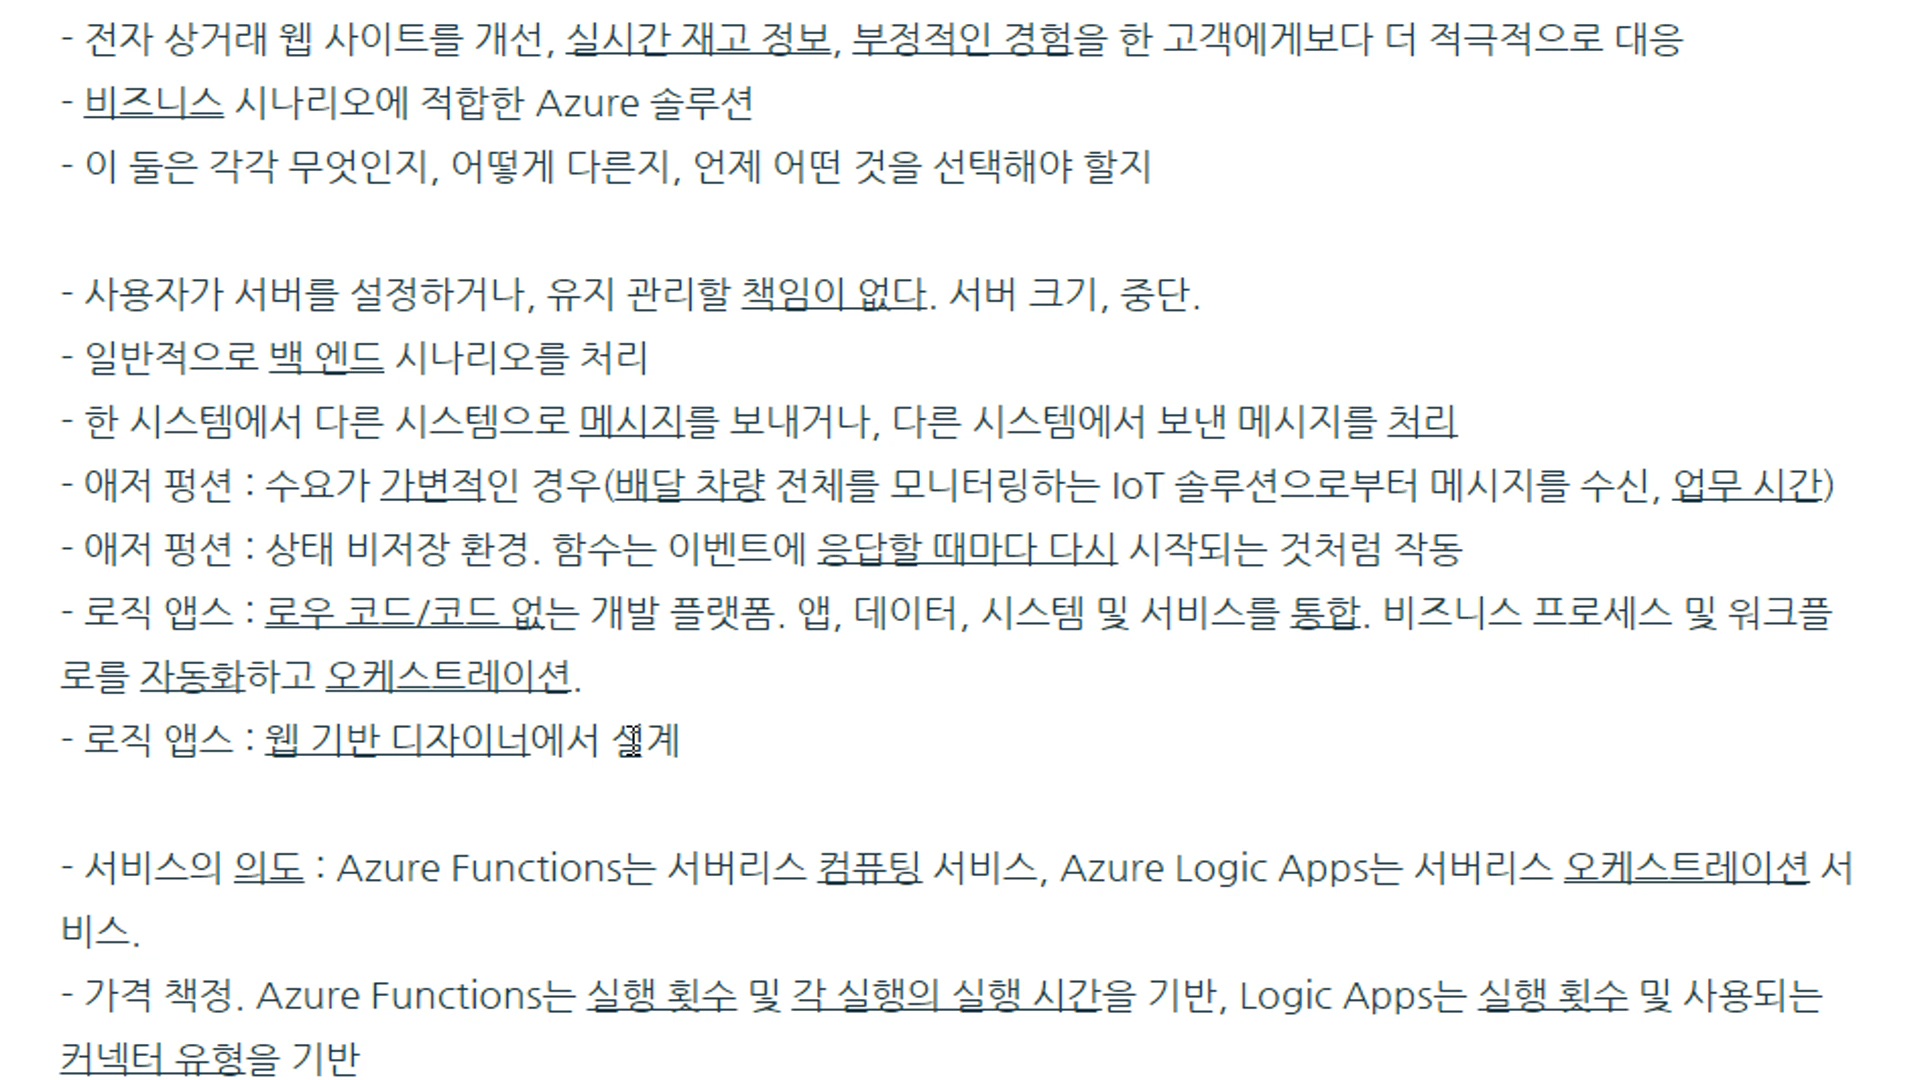 - 전자 상거래 웹 사이트를 개선, 실시간 재고 정보, 부정적인 경험을 한 고객에게보다 더 적극적으로 대응
- 비즈니스 시나리오에 적합한 Azure 솔루션
- 이 둘은 각각 무엇인지, 어떻게 다른지, 언제 어떤 것을 선택해야 할지
- 사용자가 서버를 설정하거나, 유지 관리할 책임이 없다. 서버 크기, 중단.
- 일반적으로 백 엔드 시나리오를 처리
- 한 시스템에서 다른 시스템으로 메시지를 보내거나, 다른 시스템에서 보낸 메시지를 처리
- 애저 펑션 : 수요가 가변적인 경우(배달 차량 전체를 모니터링하는 IoT 솔루션으로부터 메시지를 수신, 업무 시간)
- 애저 펑션 : 상태 비저장 환경. 함수는 이벤트에 응답할 때마다 다시 시작되는 것처럼 작동
- 로직 앱스 : 로우 코드/코드 없는 개발 플랫폼. 앱, 데이터, 시스템 및 서비스를 통합. 비즈니스 프로세스 및 워크플
로를 자동화하고 오케스트레이션.
- 로직 앱스 : 웹 기반 디자이너에서 설계
- 서비스의 의도 : Azure Functions는 서버리스 컴퓨팅 서비스, Azure Logic Apps는 서버리스 오케스트레이션 서
비스.
- 가격 책정. Azure Functions는 실행 횟수 및 각 실행의 실행 시간을 기반, Logic Apps는 실행 횟수 및 사용되는
커넥터 유형을 기반